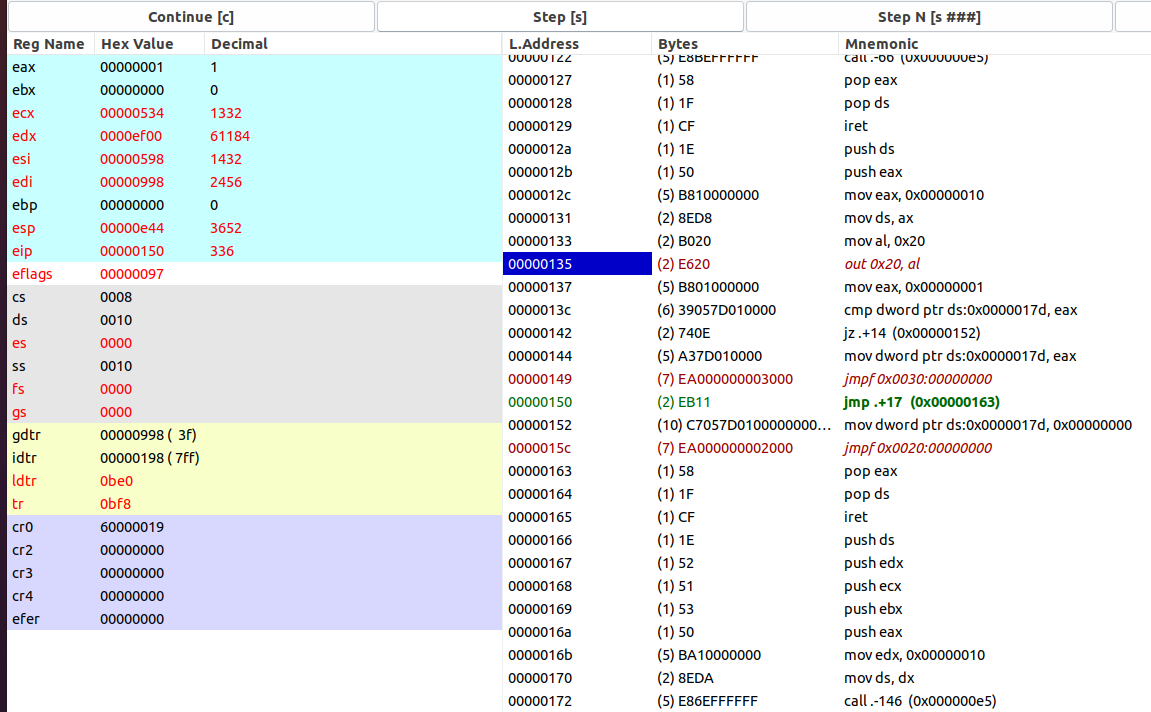 Continue [c] Step [s] Step N [s ###]
Reg Name Hex Value Decimal
eax 00000001 1
ebx 00000000 0
ecx 00000534 1332
edx 0000ef00 61184
esi 00000598 1432
edi 00000998 2456
ebp 00000000 0
esp 00000e44 3652
eip 00000150 336
eflags 00000097
cs 0008
ds 0010
es 0000
ss 0010
fs 0000
gs 0000
gdtr 00000998 ( 3f)
idtr 00000198 ( 7ff)
ldtr 0be0
tr 0bf8
cr0 60000019
cr2 00000000
cr3 00000000
cr4 00000000
efer 00000000
L.Address Bytes Mnemonic
00000122 (5) E8BEFFFFFF call .-66 (0x000000e5)
00000127 (1) 58 pop eax
00000128 (1) 1F pop ds
00000129 (1) CF iret
0000012a (1) 1E push ds
0000012b (1) 50 push eax
0000012c (5) B810000000 mov eax, 0x00000010
00000131 (2) 8ED8 mov ds, ax
00000133 (2) B020 mov al, 0x20
00000135 (2) E620 out 0x20, al
00000137 (5) B801000000 mov eax, 0x00000001
0000013c (6) 39057D010000 cmp dword ptr ds:0x0000017d, eax
00000142 (2) 740E jz .+14 (0x00000152)
00000144 (5) A37D010000 mov dword ptr ds:0x0000017d, eax
00000149 (7) EA000000003000 jmpf 0x0030:00000000
00000150 (2) EB11 jmp .+17 (0x00000163)
00000152 (10) C7057D0100000000... mov dword ptr ds:0x0000017d, 0x00000000
0000015c (7) EA000000002000 jmpf 0x0020:00000000
00000163 (1) 58 pop eax
00000164 (1) 1F pop ds
00000165 (1) CF iret
00000166 (1) 1E push ds
00000167 (1) 52 push edx
00000168 (1) 51 push ecx
00000169 (1) 53 push ebx
0000016a (1) 50 push eax
0000016b (5) BA10000000 mov edx, 0x00000010
00000170 (2) 8EDA mov ds, dx
00000172 (5) E86EFFFFFF call .-146 (0x000000e5)